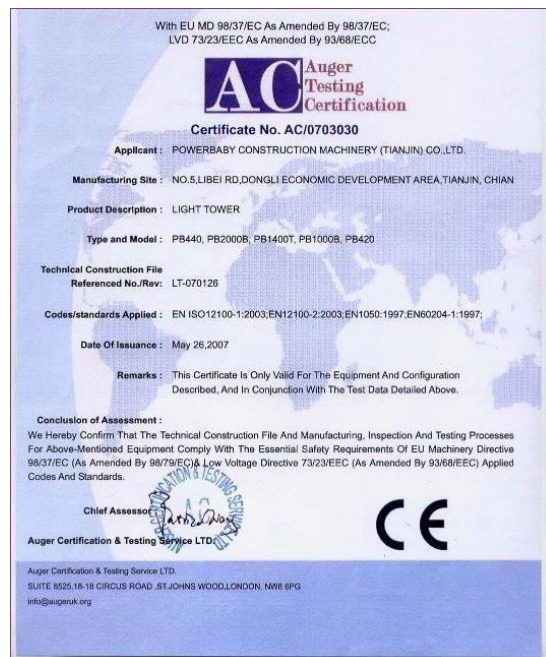 With EU MD 98/37/EC As Amended By 98/37/EC;
LVD 73/23/EEC As Amended By 93/68/ECC
AC Auger
Testing
Certification
Certificate No. AC/0703030
Applicant : POWERBABY CONSTRUCTION MACHINERY (TIANJIN) CO.,LTD.
Manufacturing Site : NO.5,LIBEI RD,DONGLI ECONOMIC DEVELOPMENT AREA,TIANJIN, CHIAN
Product Description : LIGHT TOWER
Type and Model : PB440, PB2000B, PB1400T, PB1000B, PB420
Technical Construction File
Referenced No./Rev: LT-070126
Codes/standards Applied : EN ISO12100-1:2003;EN12100-2:2003;EN1050:1997;EN60204-1:1997;
Date Of Issuance : May 26,2007
Remarks : This Certificate Is Only Valid For The Equipment And Configuration
Described, And In Conjunction With The Test Data Detailed Above.
Conclusion of Assessment :
We Hereby Confirm That The Technical Construction File And Manufacturing, Inspection And Testing Processes
For Above-Mentioned Equipment Comply With The Essential Safety Requirements Of EU Machinery Directive
98/37/EC (As Amended By 98/79/EC)& Low Voltage Directive 73/23/EEC (As Amended By 93/68/EEC) Applied
Codes And Standards.
Chief Assessor
Auger Certification & Testing Service LTD.
CE
Auger Certification & Testing Service LTD.
SUITE 8525,18-18 CIRCUS ROAD .ST.JOHNS WOOD,LONDON. NW8 6PG
info@augeruk.org